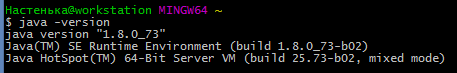 Настенька@workstation MINGW64 ~
$ java -version
java version "1.8.0_73"
Java(TM) SE Runtime Environment (build 1.8.0_73-b02)
Java HotSpot(TM) 64-Bit Server VM (build 25.73-b02, mixed mode)